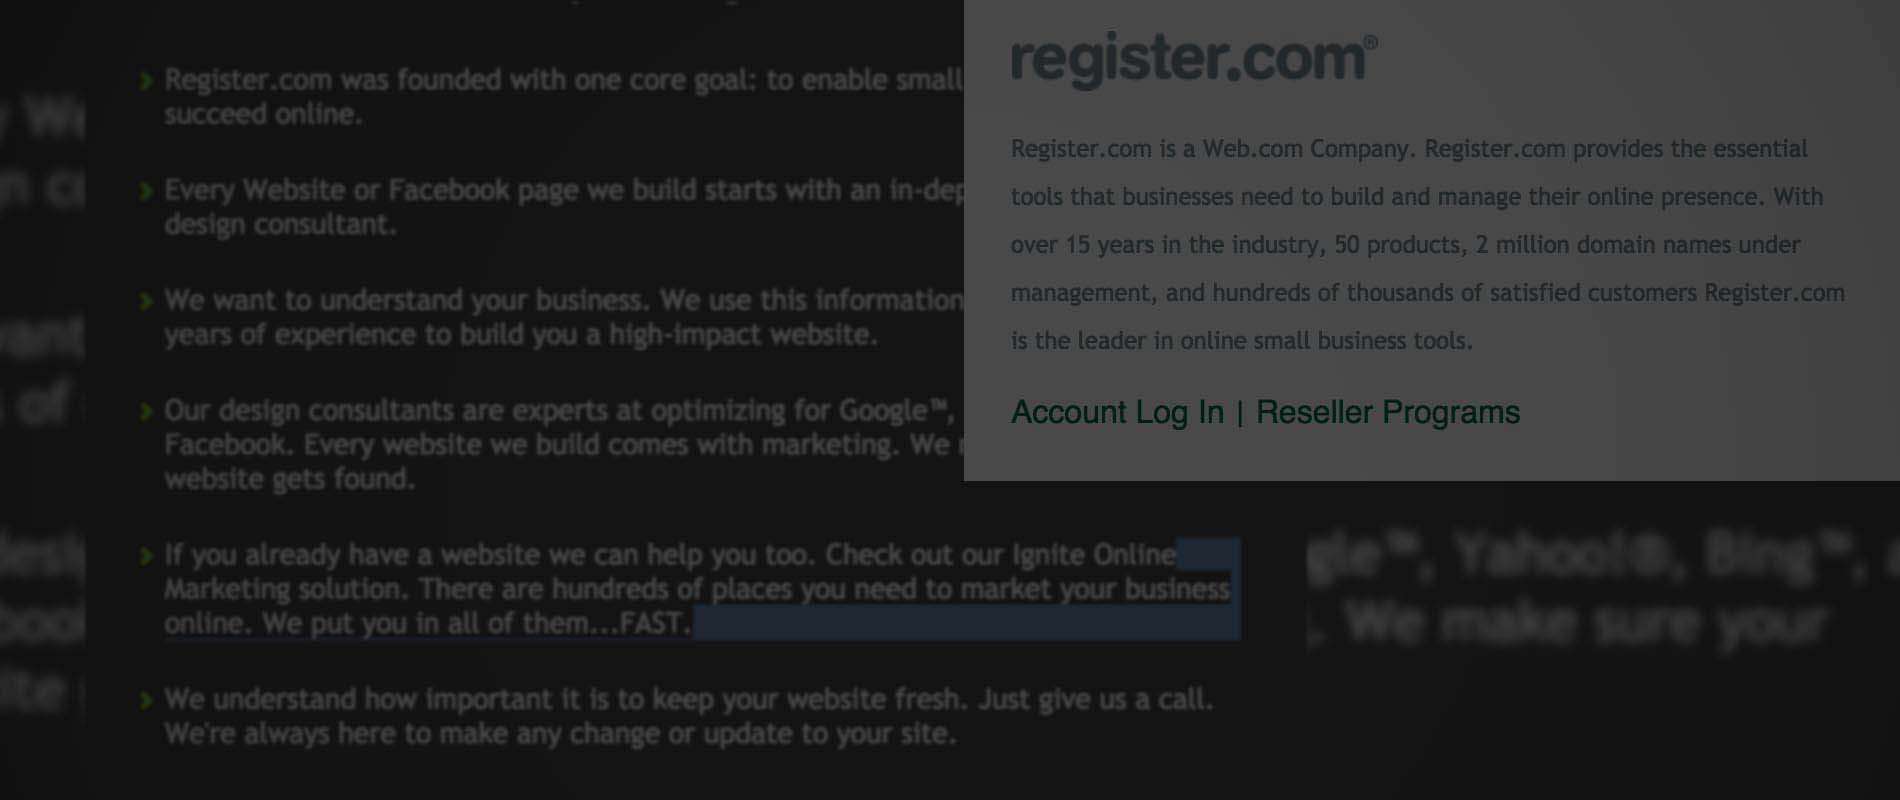 Register.com was founded with one core goal: to enable small
succeed online.
Every Website or Facebook page we build starts with an in-dep
design consultant.
We want to understand your business. We use this information
years of experience to build you a high-impact website.
Our design consultants are experts at optimizing for Google™,
Facebook. Every website we build comes with marketing. We
website gets found.
If you already have a website we can help you too. Check out our Ignite Online
Marketing solution. There are hundreds of places you need to market your business
online. We put you in all of them...FAST.
We understand how important it is to keep your website fresh. Just give us a call.
We're always here to make any change or update to your site.
register.com®
Register.com is a Web.com Company. Register.com provides the essential
tools that businesses need to build and manage their online presence. With
over 15 years in the industry, 50 products, 2 million domain names under
management, and hundreds of thousands of satisfied customers Register.com
is the leader in online small business tools.
Account Log In | Reseller Programs
y We
gn co
want
s of
desig
book
site
gle™, Yahoo!®, Bing™, a
. We make sure your